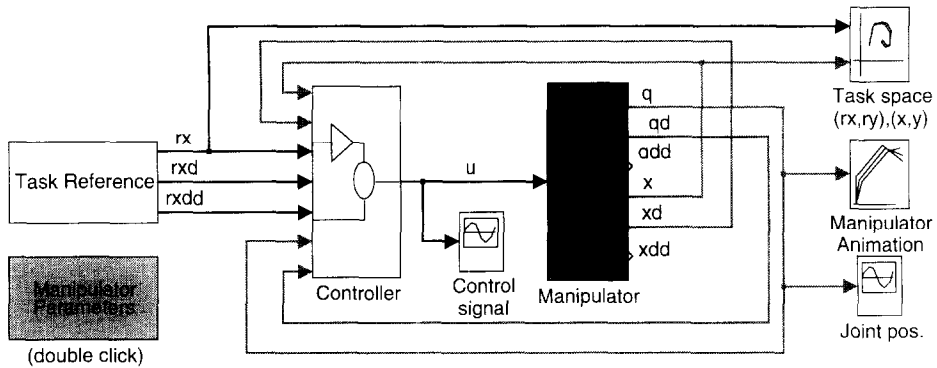 rx
Task Reference
rxd
rxdd
Manipulator
Parameters
(double click)
Controller
u
Control
signal
Manipulator
q
qd
qdd
x
xd
xdd
Task space
(rx,ry),(x,y)
Manipulator
Animation
Joint pos.